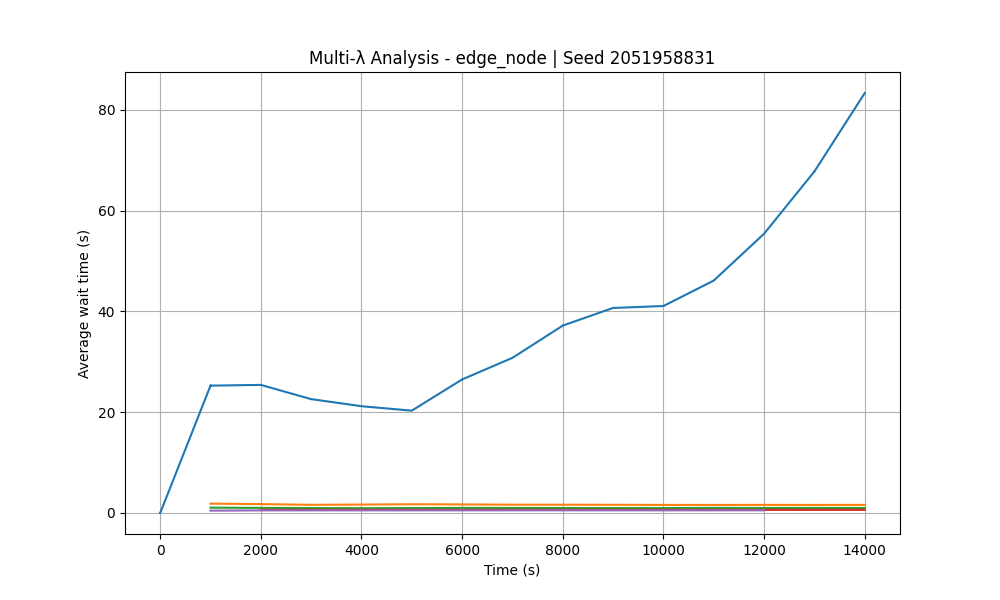 Multi-λ Analysis - edge_node | Seed 2051958831
Average wait time (s)
80
60
40
20
0
0 2000 4000 6000 8000 10000 12000 14000
Time (s)